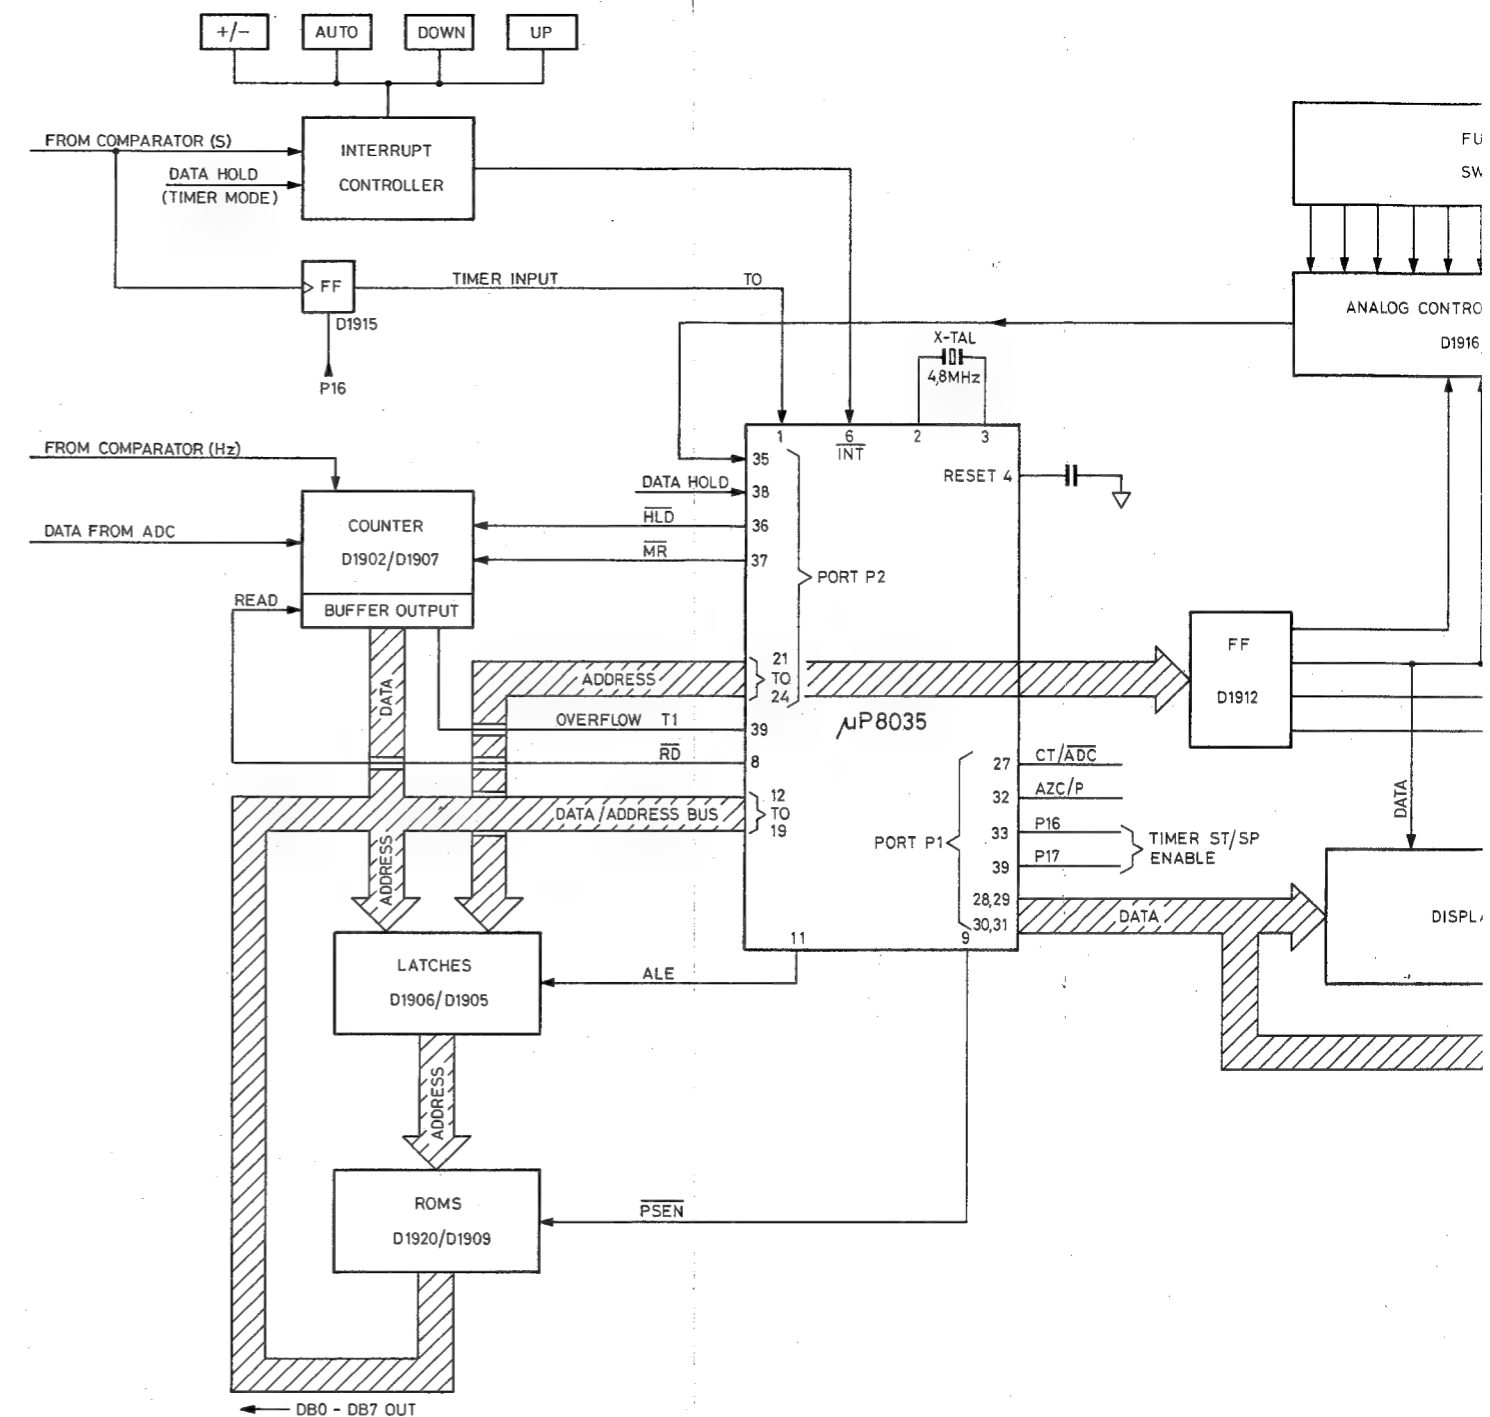 +/-
AUTO
DOWN
UP
FROM COMPARATOR (S)
DATA HOLD
(TIMER MODE)
INTERRUPT
CONTROLLER
FU
SW
FF
D1915
P16
TIMER INPUT
TO
X-TAL
4,8MHz
ANALOG CONTRO
D1916
FROM COMPARATOR (Hz)
DATA FROM ADC
COUNTER
D1902/D1907
READ
BUFFER OUTPUT
1
6
INT
2
3
35
DATA HOLD
38
HLD
36
MR
37
RESET 4
PORT P2
ADDRESS
21
TO
24
DATA
OVERFLOW T1
39
RD
8
µP8035
FF
D1912
DATA/ADDRESS BUS
12
TO
19
27
CT/ADC
32
AZC/P
33
P16
39
P17
PORT P1
TIMER ST/SP
ENABLE
28,29
30,31
DATA
DATA
DISPLA
ADDRESS
11
9
ALE
LATCHES
D1906/D1905
ADDRESS
ROMS
D1920/D1909
PSEN
DB0 - DB7 OUT